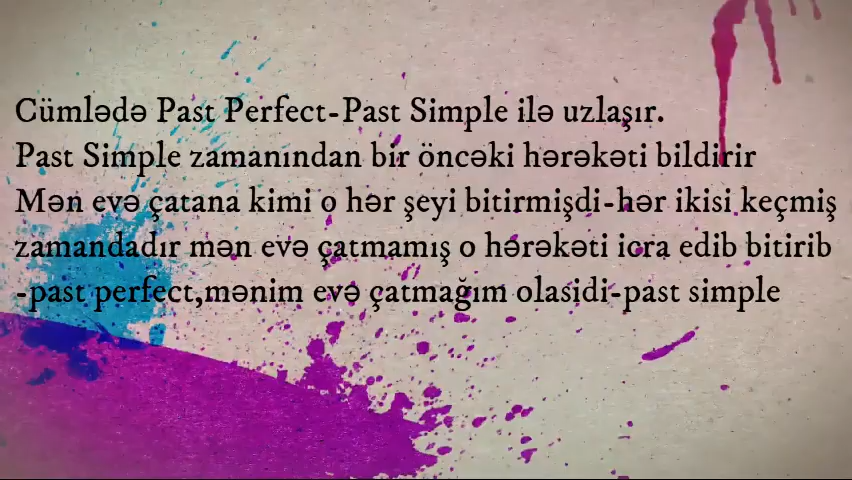 Cümlədə Past Perfect-Past Simple ilə uzlaşır.
Past Simple zamanından bir öncəki hərəkəti bildirir
Mən evə çatana kimi o hər şeyi bitirmişdi-hər ikisi keçmiş
zamandadır mən evə çatmamış o hərəkəti icra edib bitirib
-past perfect,mənim evə çatmağım olasidi-past simple